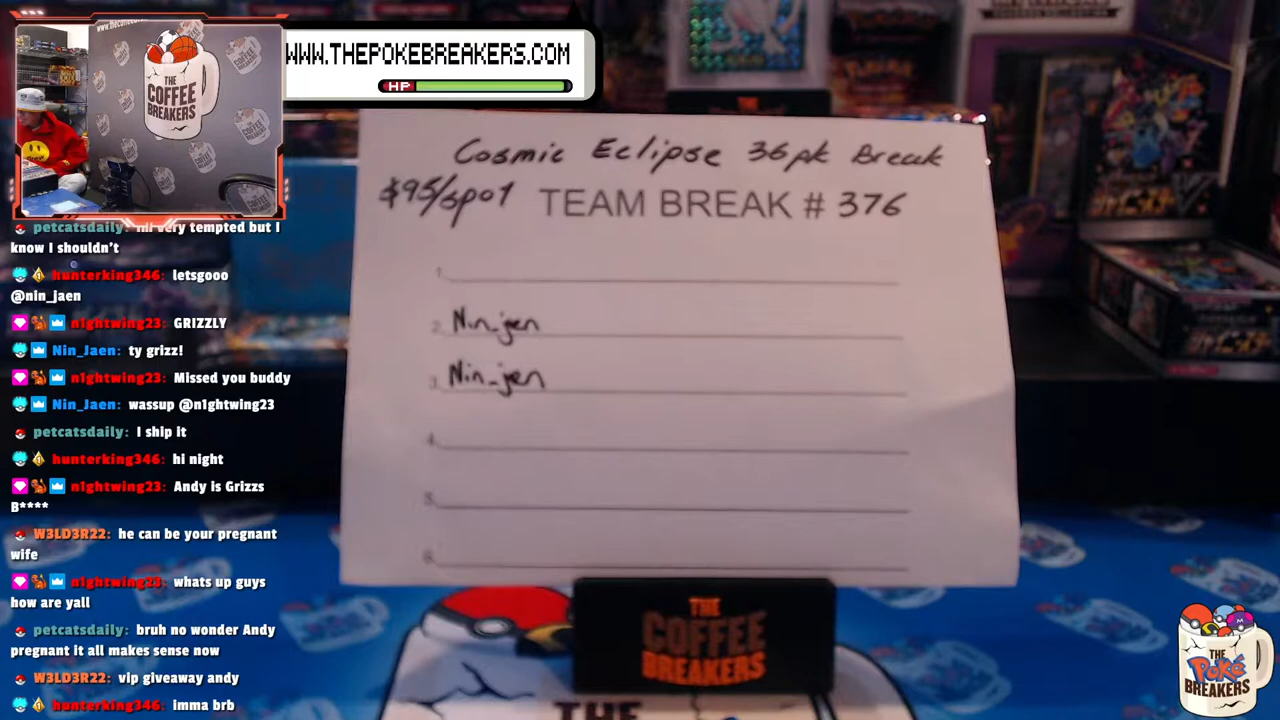 WWW.THEPOKEBREAKERS.COM
HP
THE
COFFEE
BREAKERS
Cosmic Eclipse 36pk Break
$95/spot TEAM BREAK # 376
1.
2. Nin_jen
3. Nin_jen
4.
5.
6.
petcatsdaily: im very tempted but I
know I shouldn't
hunterking346: letsgooo
@nin_jaen
n1ghtwing23: GRIZZLY
Nin_Jaen: ty grizz!
n1ghtwing23: Missed you buddy
Nin_Jaen: wassup @n1ghtwing23
petcatsdaily: I ship it
hunterking346: hi night
n1ghtwing23: Andy is Grizzs
B****
W3LD3R22: he can be your pregnant
wife
n1ghtwing23: whats up guys
how are yall
petcatsdaily: bruh no wonder Andy
pregnant it all makes sense now
W3LD3R22: vip giveaway andy
hunterking346: imma brb
THE
COFFEE
BREAKERS
THE
THE
Poké
BREAKERS